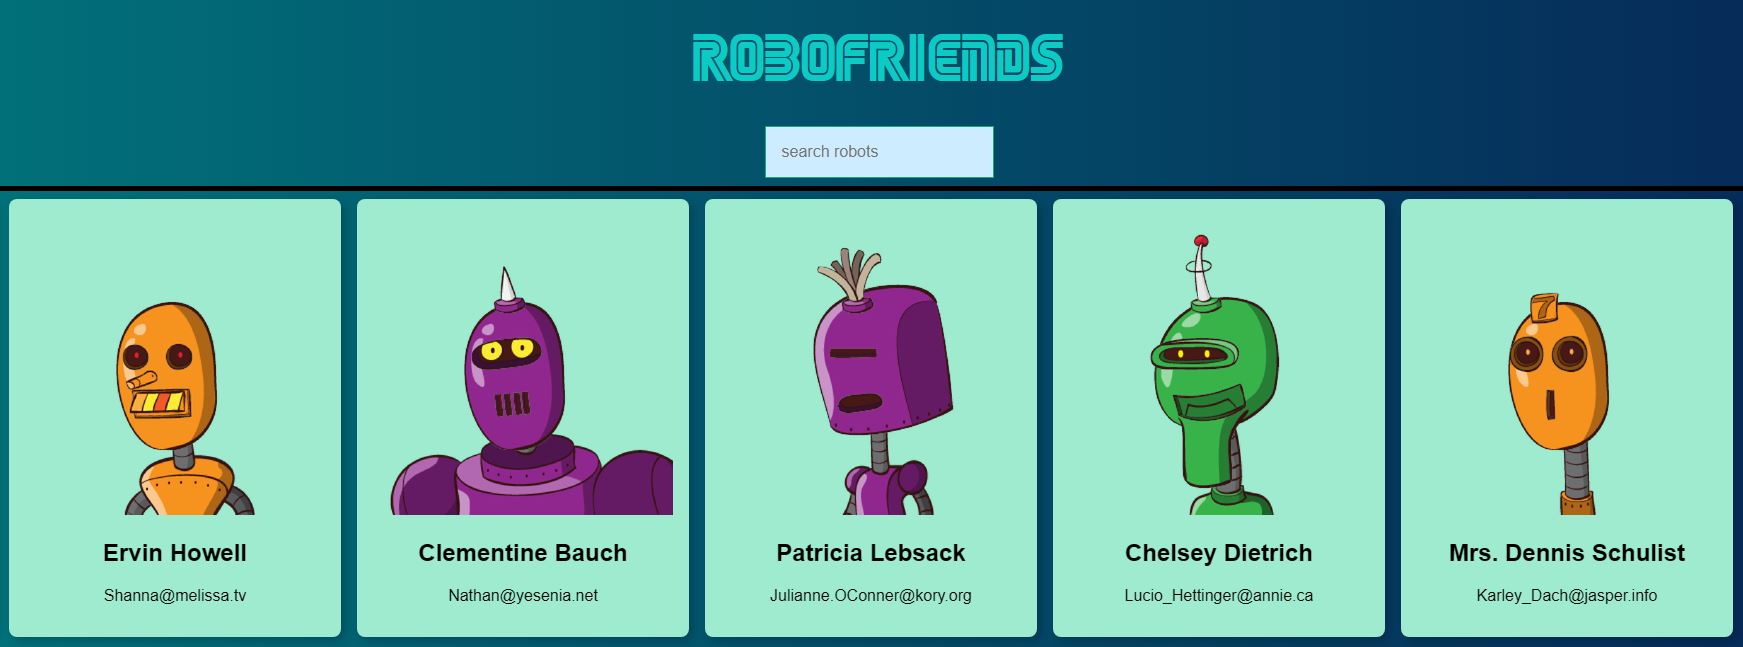 ROBOFRIENDS
search robots
7
Ervin Howell
Shanna@melissa.tv
Clementine Bauch
Nathan@yesenia.net
Patricia Lebsack
Julianne.OConner@kory.org
Chelsey Dietrich
Lucio_Hettinger@annie.ca
Mrs. Dennis Schulist
Karley_Dach@jasper.info